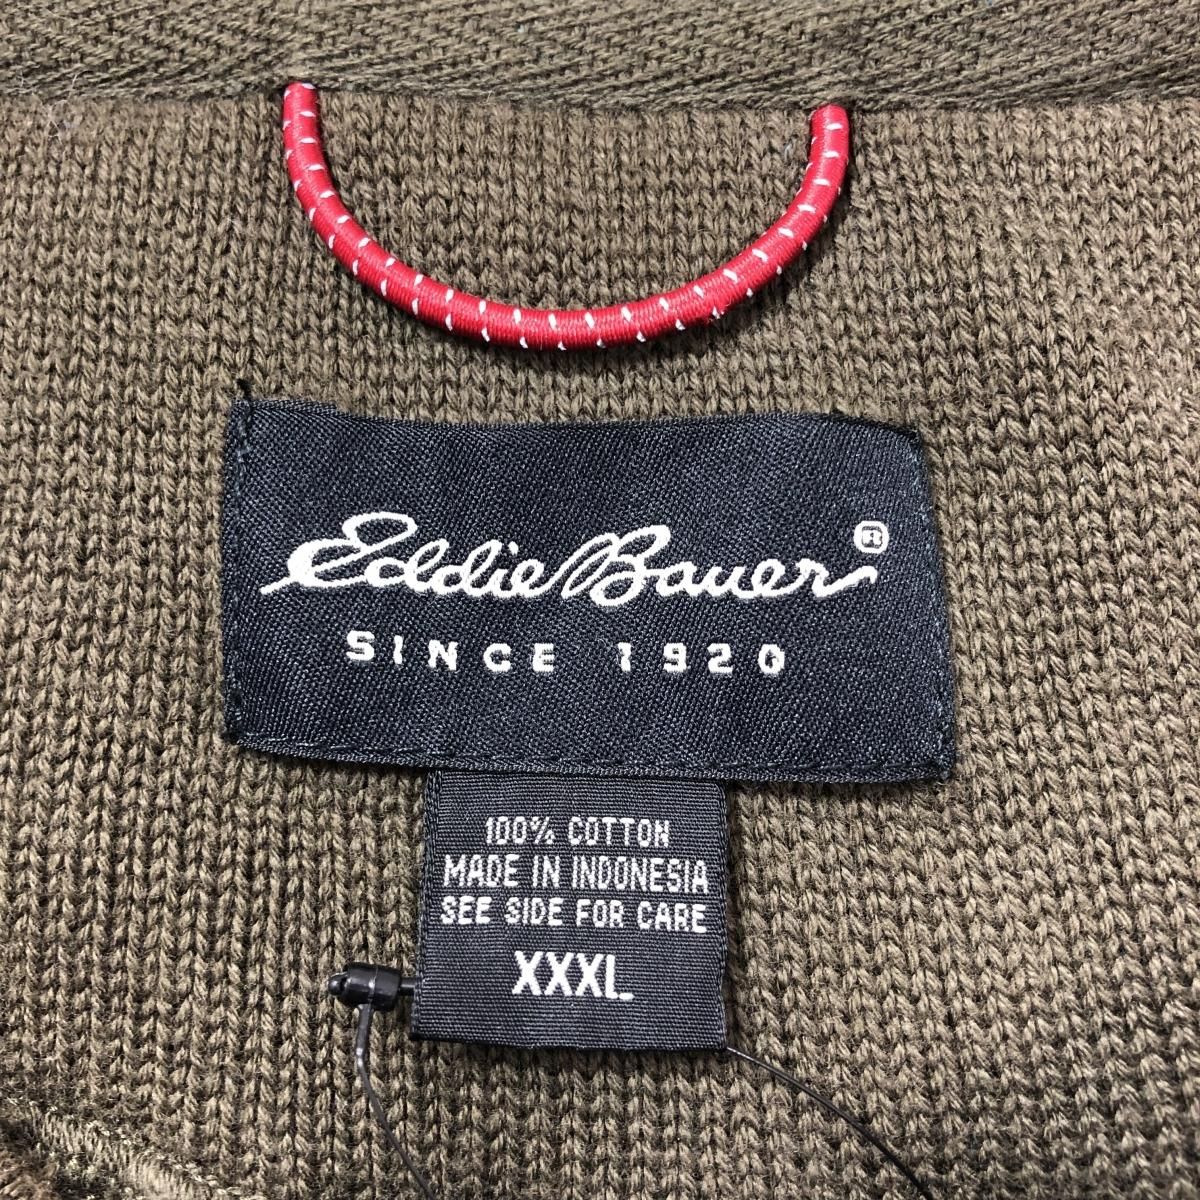 Eddie Bauer®
SINCE 1920
100% COTTON
MADE IN INDONESIA
SEE SIDE FOR CARE
XXXL